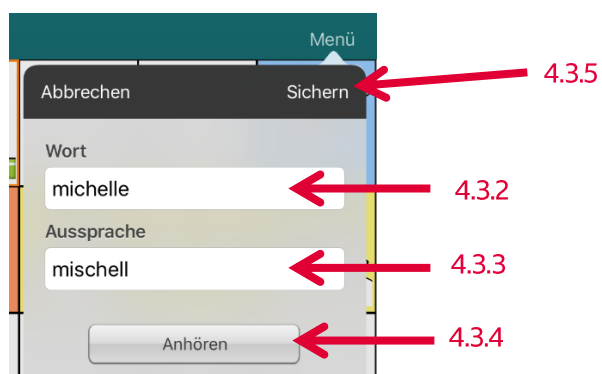 Menü
Abbrechen Sichern 4.3.5
Wort
michelle 4.3.2
Aussprache
mischell 4.3.3
Anhören 4.3.4